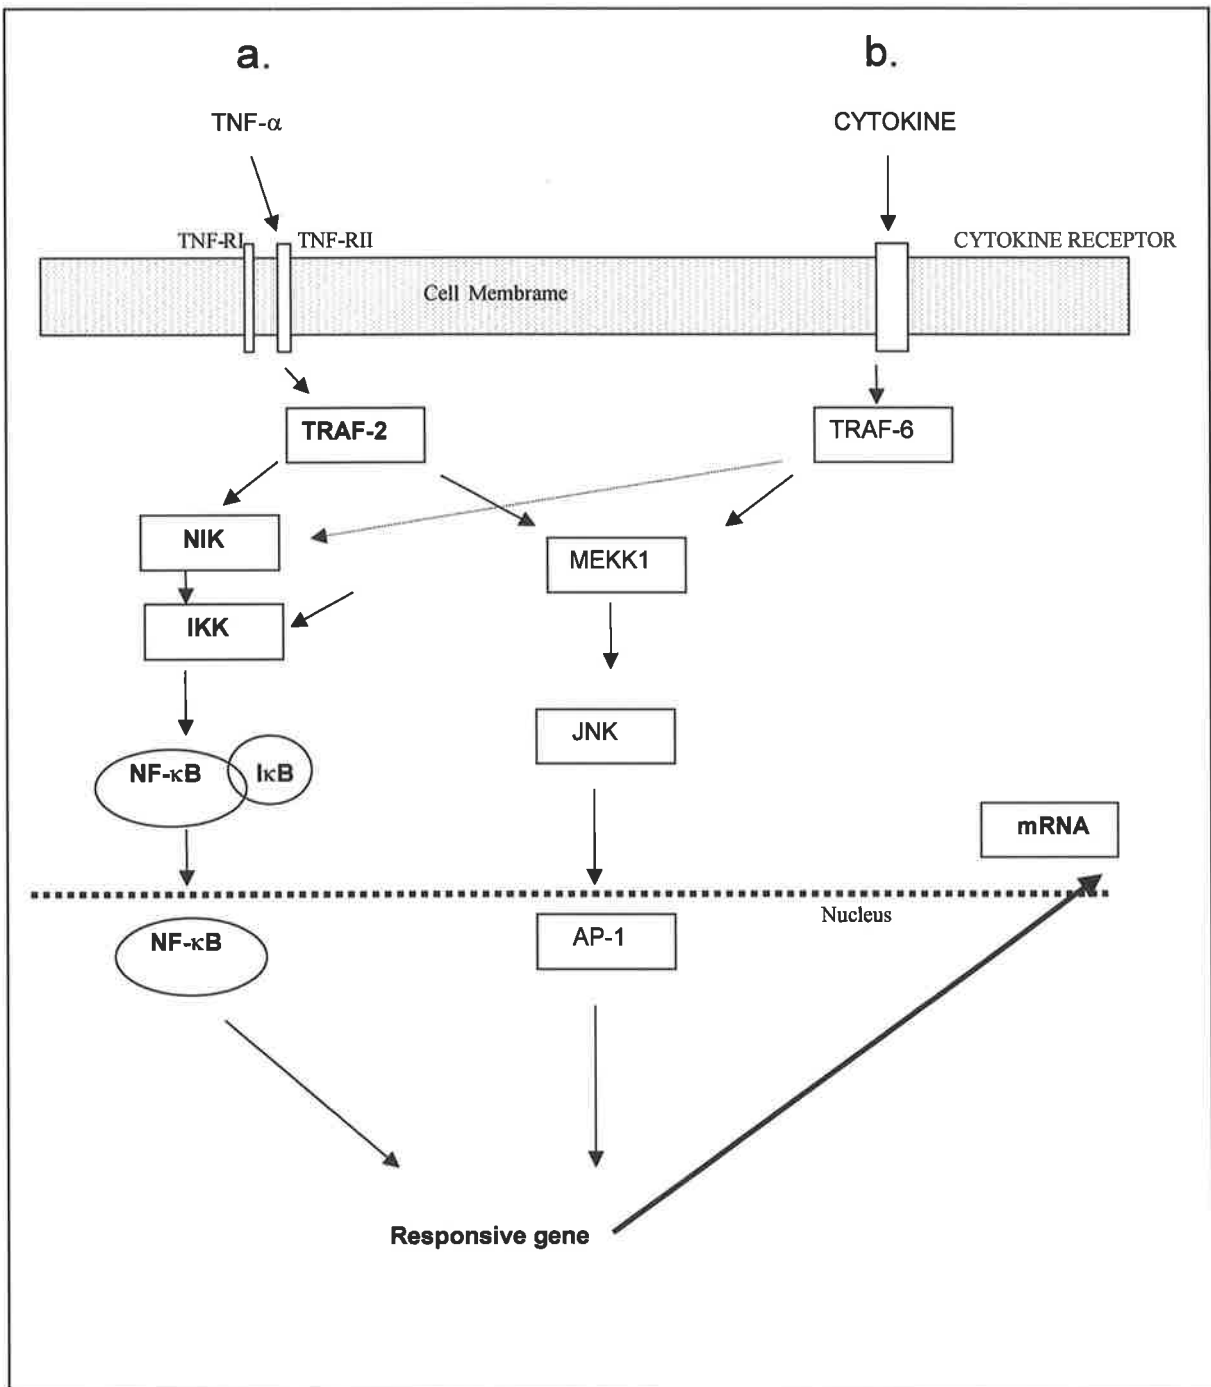 a.
b.
TNF-α
CYTOKINE
TNF-RI
TNF-RII
CYTOKINE RECEPTOR
Cell Membrame
TRAF-2
TRAF-6
NIK
MEKK1
IKK
JNK
NF-κB
IκB
mRNA
Nucleus
NF-κB
AP-1
Responsive gene